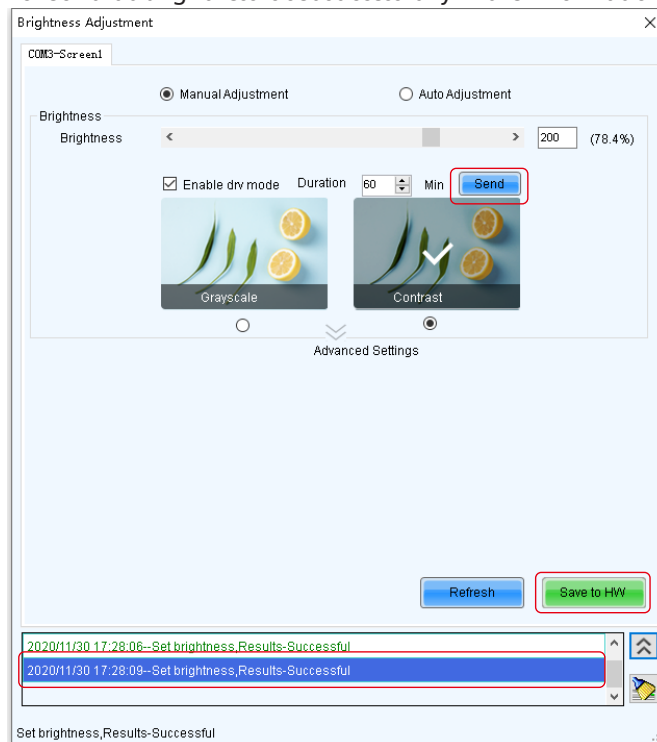 Brightness Adjustment
COM3-Screen1
Manual Adjustment Auto Adjustment
Brightness
Brightness 200 (78.4%)
Enable dry mode Duration 60 Min Send
Grayscale Contrast
Advanced Settings
Refresh Save to HW
2020/11/30 17:28:06--Set brightness,Results-Successful
2020/11/30 17:28:09--Set brightness,Results-Successful
Set brightness,Results-Successful